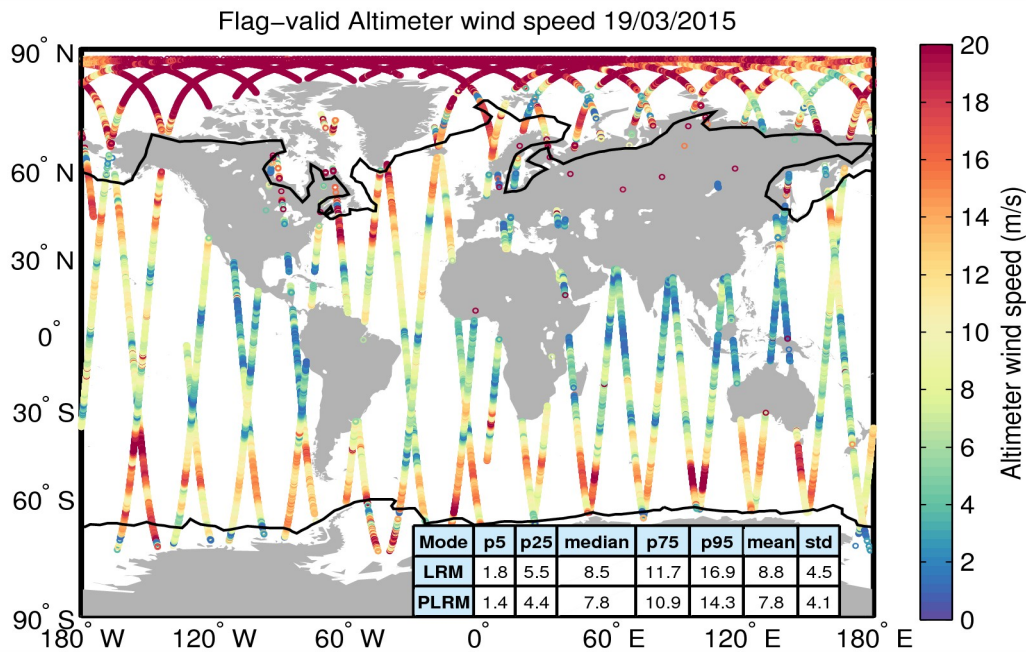 Flag−valid Altimeter wind speed 19/03/2015
90° N
60° N
30° N
0°
30° S
60° S
90° S
180° W
120° W
60° W
0°
60° E
120° E
180° E
Mode p5 p25 median p75 p95 mean std
LRM 1.8 5.5 8.5 11.7 16.9 8.8 4.5
PLRM 1.4 4.4 7.8 10.9 14.3 7.8 4.1
20
18
16
14
12
10
8
6
4
2
0
Altimeter wind speed (m/s)